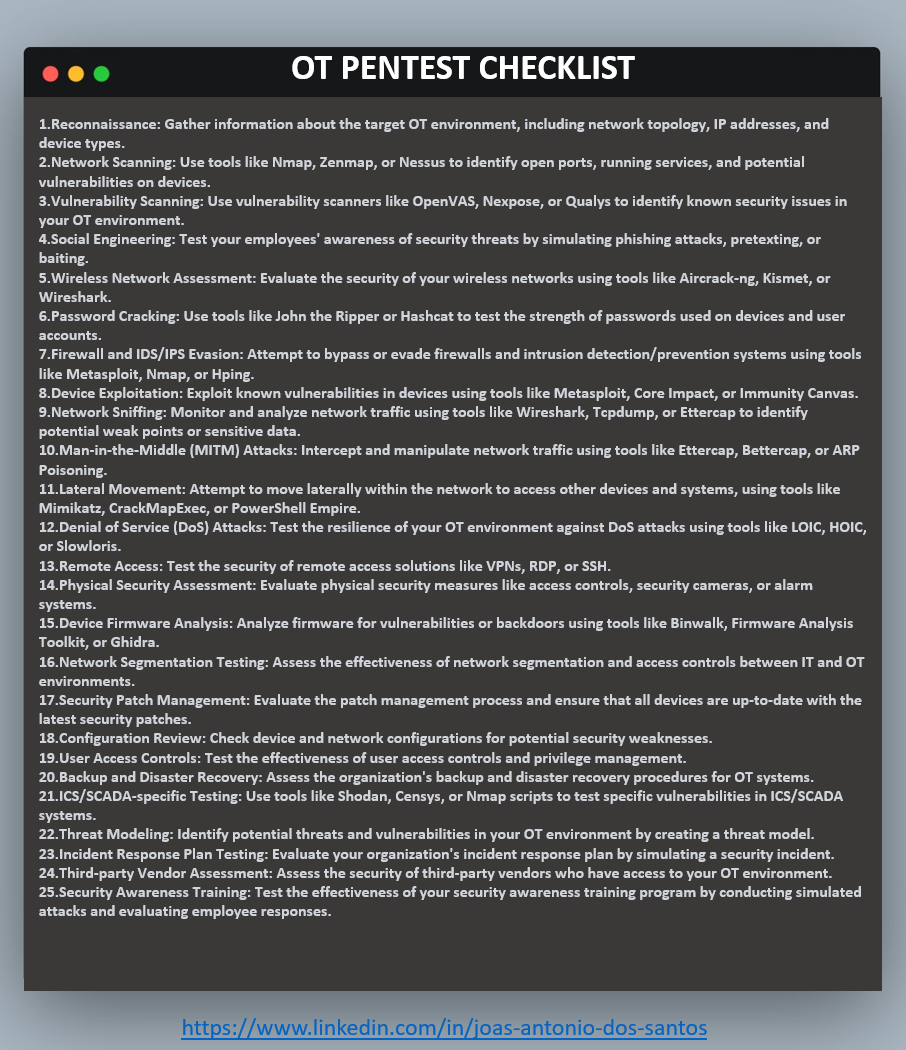 OT PENTEST CHECKLIST
1.Reconnaissance: Gather information about the target OT environment, including network topology, IP addresses, and
device types.
2.Network Scanning: Use tools like Nmap, Zenmap, or Nessus to identify open ports, running services, and potential
vulnerabilities on devices.
3.Vulnerability Scanning: Use vulnerability scanners like OpenVAS, Nexpose, or Qualys to identify known security issues in
your OT environment.
4.Social Engineering: Test your employees' awareness of security threats by simulating phishing attacks, pretexting, or
baiting.
5.Wireless Network Assessment: Evaluate the security of your wireless networks using tools like Aircrack-ng, Kismet, or
Wireshark.
6.Password Cracking: Use tools like John the Ripper or Hashcat to test the strength of passwords used on devices and user
accounts.
7.Firewall and IDS/IPS Evasion: Attempt to bypass or evade firewalls and intrusion detection/prevention systems using tools
like Metasploit, Nmap, or Hping.
8.Device Exploitation: Exploit known vulnerabilities in devices using tools like Metasploit, Core Impact, or Immunity Canvas.
9.Network Sniffing: Monitor and analyze network traffic using tools like Wireshark, Tcpdump, or Ettercap to identify
potential weak points or sensitive data.
10.Man-in-the-Middle (MITM) Attacks: Intercept and manipulate network traffic using tools like Ettercap, Bettercap, or ARP
Poisoning.
11.Lateral Movement: Attempt to move laterally within the network to access other devices and systems, using tools like
Mimikatz, CrackMapExec, or PowerShell Empire.
12.Denial of Service (DoS) Attacks: Test the resilience of your OT environment against DoS attacks using tools like LOIC, HOIC,
or Slowloris.
13.Remote Access: Test the security of remote access solutions like VPNs, RDP, or SSH.
14.Physical Security Assessment: Evaluate physical security measures like access controls, security cameras, or alarm
systems.
15.Device Firmware Analysis: Analyze firmware for vulnerabilities or backdoors using tools like Binwalk, Firmware Analysis
Toolkit, or Ghidra.
16.Network Segmentation Testing: Assess the effectiveness of network segmentation and access controls between IT and OT
environments.
17.Security Patch Management: Evaluate the patch management process and ensure that all devices are up-to-date with the
latest security patches.
18.Configuration Review: Check device and network configurations for potential security weaknesses.
19.User Access Controls: Test the effectiveness of user access controls and privilege management.
20.Backup and Disaster Recovery: Assess the organization's backup and disaster recovery procedures for OT systems.
21.ICS/SCADA-specific Testing: Use tools like Shodan, Censys, or Nmap scripts to test specific vulnerabilities in ICS/SCADA
systems.
22.Threat Modeling: Identify potential threats and vulnerabilities in your OT environment by creating a threat model.
23.Incident Response Plan Testing: Evaluate your organization's incident response plan by simulating a security incident.
24.Third-party Vendor Assessment: Assess the security of third-party vendors who have access to your OT environment.
25.Security Awareness Training: Test the effectiveness of your security awareness training program by conducting simulated
attacks and evaluating employee responses.
https://www.linkedin.com/in/joas-antonio-dos-santos